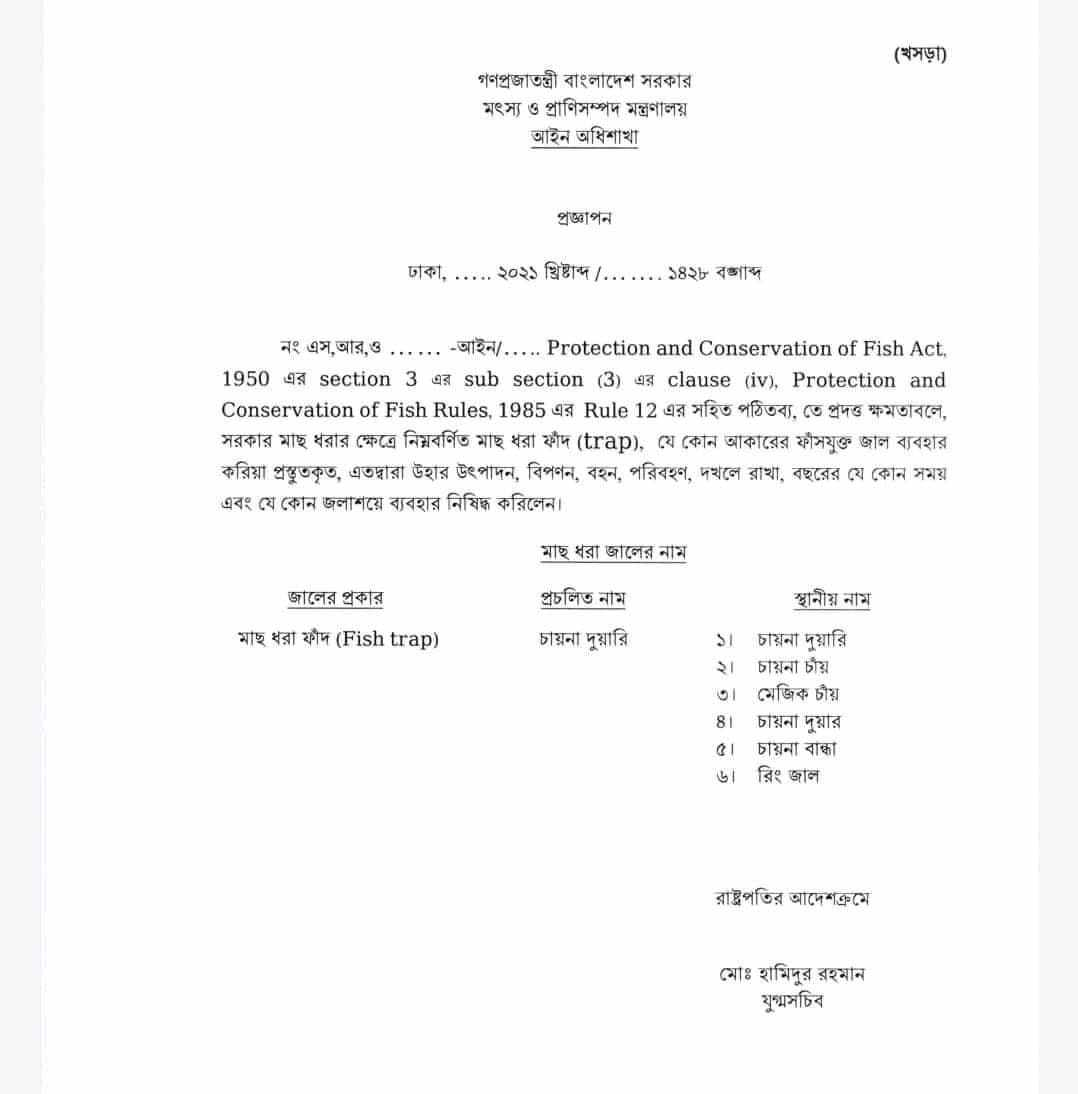 (খসড়া)
গণপ্রজাতন্ত্রী বাংলাদেশ সরকার
মৎস্য ও প্রাণিসম্পদ মন্ত্রণালয়
আইন অধিশাখা
প্রজ্ঞাপন
ঢাকা, ..... ২০২১ খ্রিষ্টাব্দ /....... ১৪২৮ বঙ্গাব্দ
নং এস,আর,ও ...... -আইন/..... Protection and Conservation of Fish Act,
1950 এর section 3 এর sub section (3) এর clause (iv), Protection and
Conservation of Fish Rules, 1985 এর Rule 12 এর সহিত পঠিতব্য, তে প্রদত্ত ক্ষমতাবলে,
সরকার মাছ ধরার ক্ষেত্রে নিম্নবর্ণিত মাছ ধরা ফাঁদ (trap), যে কোন আকারের ফাঁসযুক্ত জাল ব্যবহার
করিয়া প্রস্তুতকৃত, এতদ্বারা উহার উৎপাদন, বিপণন, বহন, পরিবহণ, দখলে রাখা, বছরের যে কোন সময়
এবং যে কোন জলাশয়ে ব্যবহার নিষিদ্ধ করিলেন।
মাছ ধরা জালের নাম
জালের প্রকার প্রচলিত নাম স্থানীয় নাম
মাছ ধরা ফাঁদ (Fish trap) চায়না দুয়ারি ১। চায়না দুয়ারি
২। চায়না চাঁয়
৩। মেজিক চাঁয়
৪। চায়না দুয়ার
৫। চায়না বান্ধা
৬। রিং জাল
রাষ্ট্রপতির আদেশক্রমে
মোঃ হামিদুর রহমান
যুগ্মসচিব